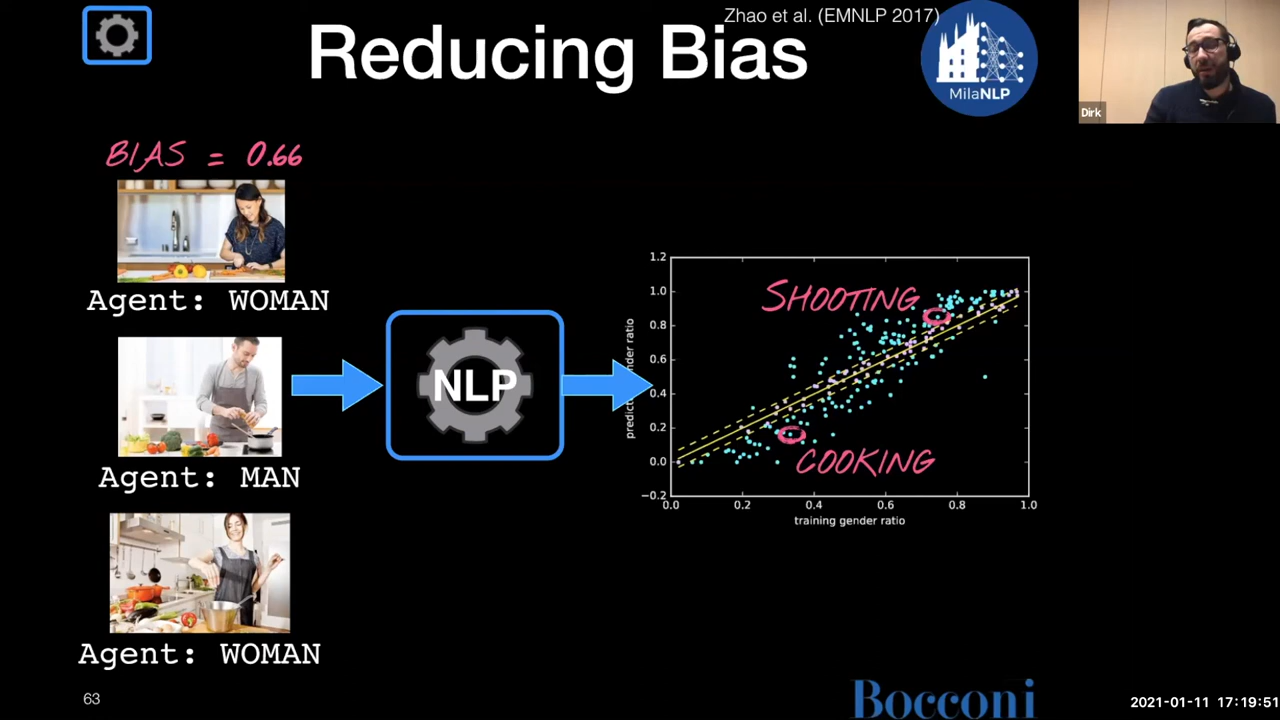 Zhao et al. (EMNLP 2017)
Reducing Bias
MilaNLP
Dirk
BIAS = 0.66
Agent: WOMAN
Agent: MAN
Agent: WOMAN
NLP
1.2
1.0
0.8
0.6
0.4
0.2
0.0
−0.2
0.0 0.2 0.4 0.6 0.8 1.0
training gender ratio
SHOOTING
COOKING
63
Bocconi
2021-01-11 17:19:51